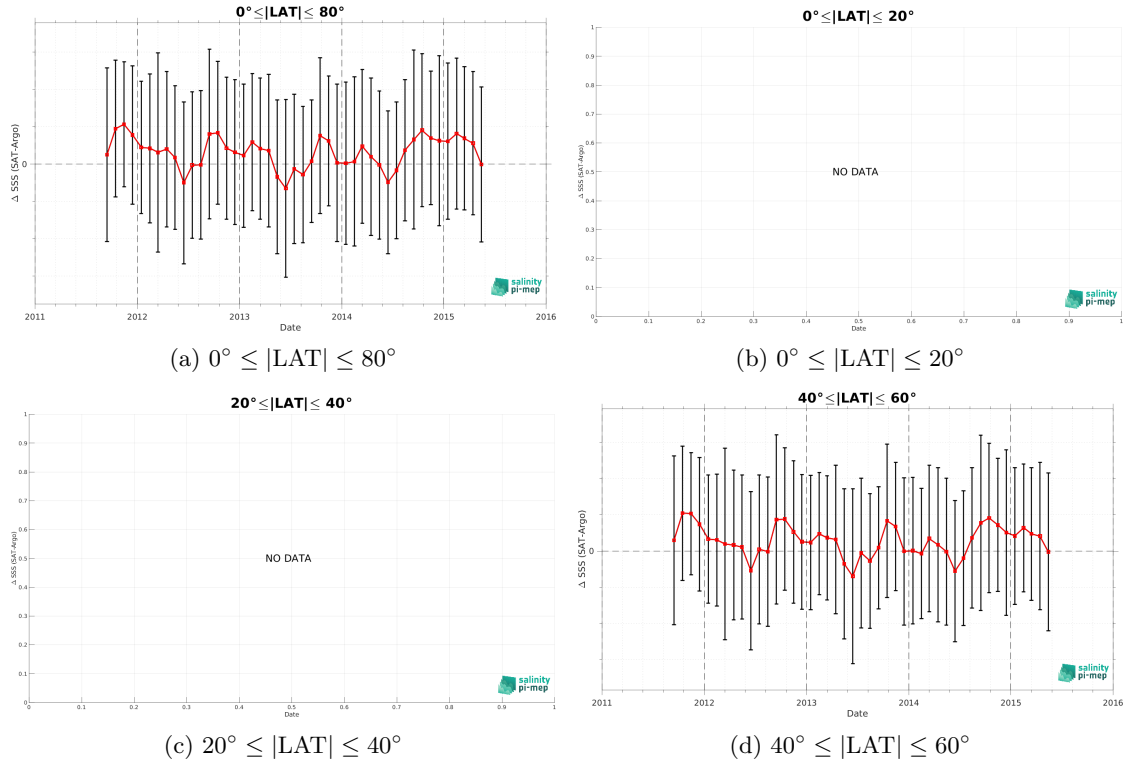 0°≤|LAT|≤ 80°
Δ SSS (SAT-Argo)
0
2011 2012 2013 2014 2015 2016
Date
salinity
pi-mep
(a) 0° ≤ |LAT| ≤ 80°
0°≤|LAT|≤ 20°
1
0.9
0.8
0.7
0.6
0.5
0.4
0.3
0.2
0.1
0
Δ SSS (SAT-Argo)
NO DATA
0 0.1 0.2 0.3 0.4 0.5 0.6 0.7 0.8 0.9 1
Date
salinity
pi-mep
(b) 0° ≤ |LAT| ≤ 20°
20°≤|LAT|≤ 40°
1
0.9
0.8
0.7
0.6
0.5
0.4
0.3
0.2
0.1
0
Δ SSS (SAT-Argo)
NO DATA
0 0.1 0.2 0.3 0.4 0.5 0.6 0.7 0.8 0.9 1
Date
salinity
pi-mep
(c) 20° ≤ |LAT| ≤ 40°
40°≤|LAT|≤ 60°
Δ SSS (SAT-Argo)
0
2011 2012 2013 2014 2015 2016
Date
salinity
pi-mep
(d) 40° ≤ |LAT| ≤ 60°